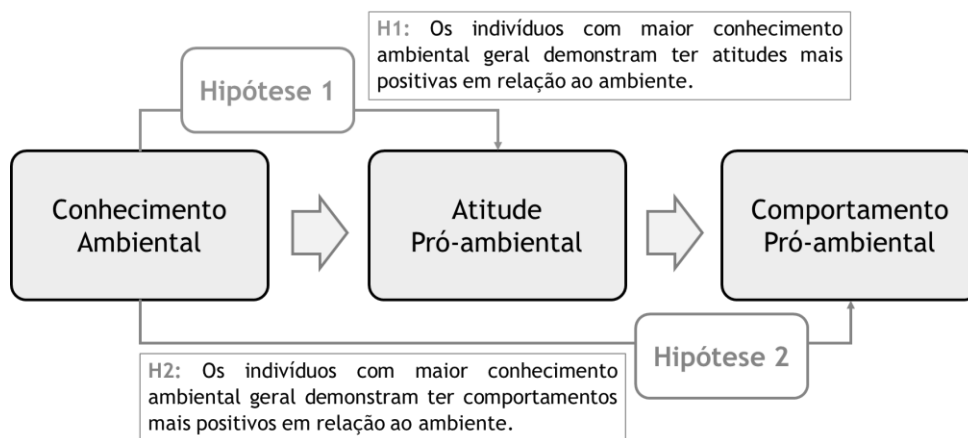 H1: Os indivíduos com maior conhecimento
ambiental geral demonstram ter atitudes mais
positivas em relação ao ambiente.
Hipótese 1
Conhecimento
Ambiental
Atitude
Pró-ambiental
Comportamento
Pró-ambiental
Hipótese 2
H2: Os indivíduos com maior conhecimento
ambiental geral demonstram ter comportamentos
mais positivos em relação ao ambiente.